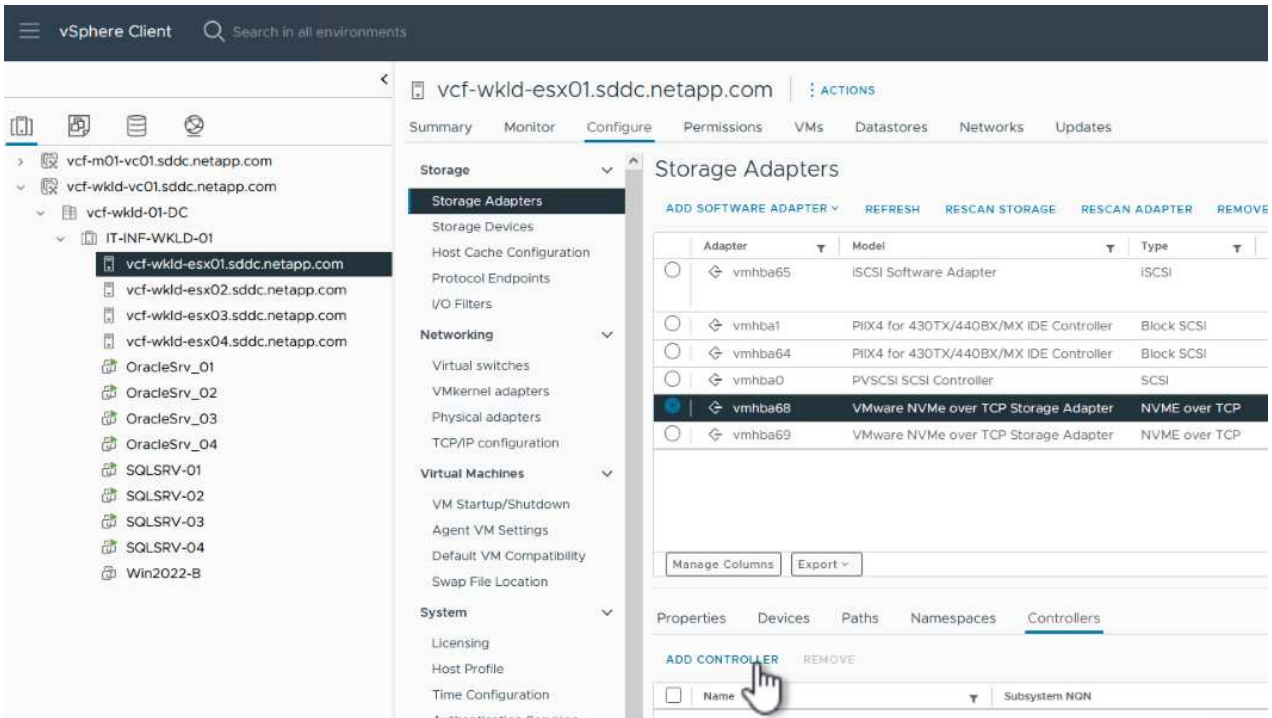 vSphere Client Search in all environments
vcf-wkld-esx01.sddc.netapp.com ACTIONS
Summary Monitor Configure Permissions VMs Datastores Networks Updates
vcf-m01-vc01.sddc.netapp.com
vcf-wkld-vc01.sddc.netapp.com
vcf-wkld-01-DC
IT-INF-WKLD-01
vcf-wkld-esx01.sddc.netapp.com
vcf-wkld-esx02.sddc.netapp.com
vcf-wkld-esx03.sddc.netapp.com
vcf-wkld-esx04.sddc.netapp.com
OracleSrv_01
OracleSrv_02
OracleSrv_03
OracleSrv_04
SQLSRV-01
SQLSRV-02
SQLSRV-03
SQLSRV-04
Win2022-B
Storage
Storage Adapters
Storage Devices
Host Cache Configuration
Protocol Endpoints
I/O Filters
Networking
Virtual switches
VMkernel adapters
Physical adapters
TCP/IP configuration
Virtual Machines
VM Startup/Shutdown
Agent VM Settings
Default VM Compatibility
Swap File Location
System
Licensing
Host Profile
Time Configuration
Storage Adapters
ADD SOFTWARE ADAPTER REFRESH RESCAN STORAGE RESCAN ADAPTER REMOVE
Adapter Model Type
vmhba65 iSCSI Software Adapter iSCSI
vmhba1 PIIX4 for 430TX/440BX/MX IDE Controller Block SCSI
vmhba64 PIIX4 for 430TX/440BX/MX IDE Controller Block SCSI
vmhba0 PVSCSI SCSI Controller SCSI
vmhba68 VMware NVMe over TCP Storage Adapter NVME over TCP
vmhba69 VMware NVMe over TCP Storage Adapter NVME over TCP
Manage Columns Export
Properties Devices Paths Namespaces Controllers
ADD CONTROLLER REMOVE
Name Subsystem NQN